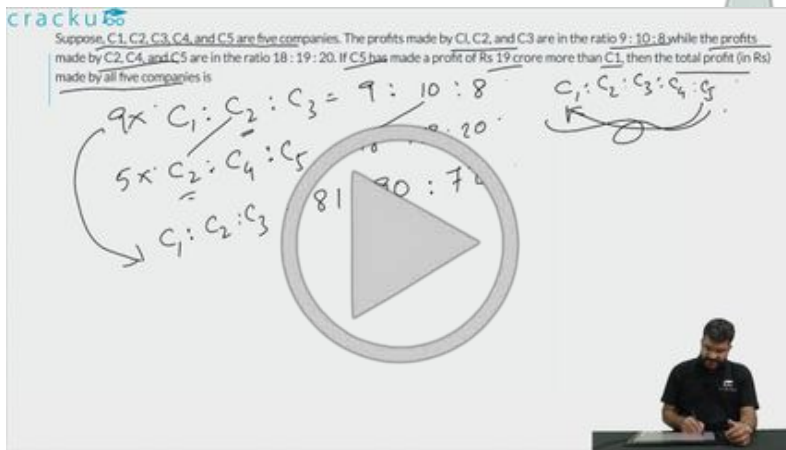 cracku
Suppose, C1, C2, C3, C4, and C5 are five companies. The profits made by Cl, C2, and C3 are in the ratio 9 : 10 : 8 while the profits
made by C2, C4, and C5 are in the ratio 18 : 19 : 20. If C5 has made a profit of Rs 19 crore more than C1, then the total profit (in Rs)
made by all five companies is
C₁ : C₂ : C₃ : C₄ : C₅
9x C₁ : C₂ : C₃ = 9 : 10 : 8
5x C₂ : C₄ : C₅ : 20
C₁ : C₂ : C₃ 81 :